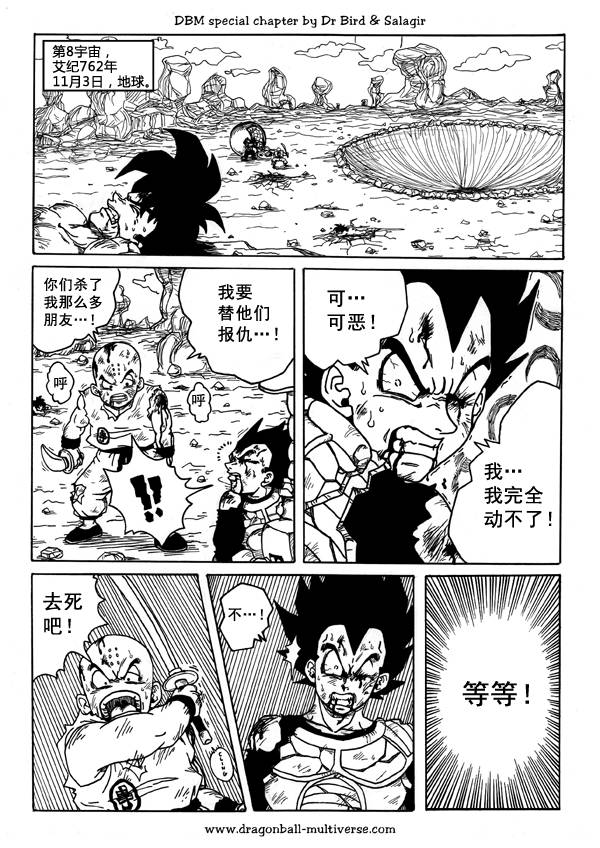 DBM special chapter by Dr Bird & Salagir
第8宇宙，
艾纪762年
11月3日，地球。
你们杀了
我那么多
朋友…！
我要
替他们
报仇…！
呼
呼
!!
可…
可恶！
我…
我完全
动不了！
去死
吧！
不…！
等等！
www.dragonball-multiverse.com